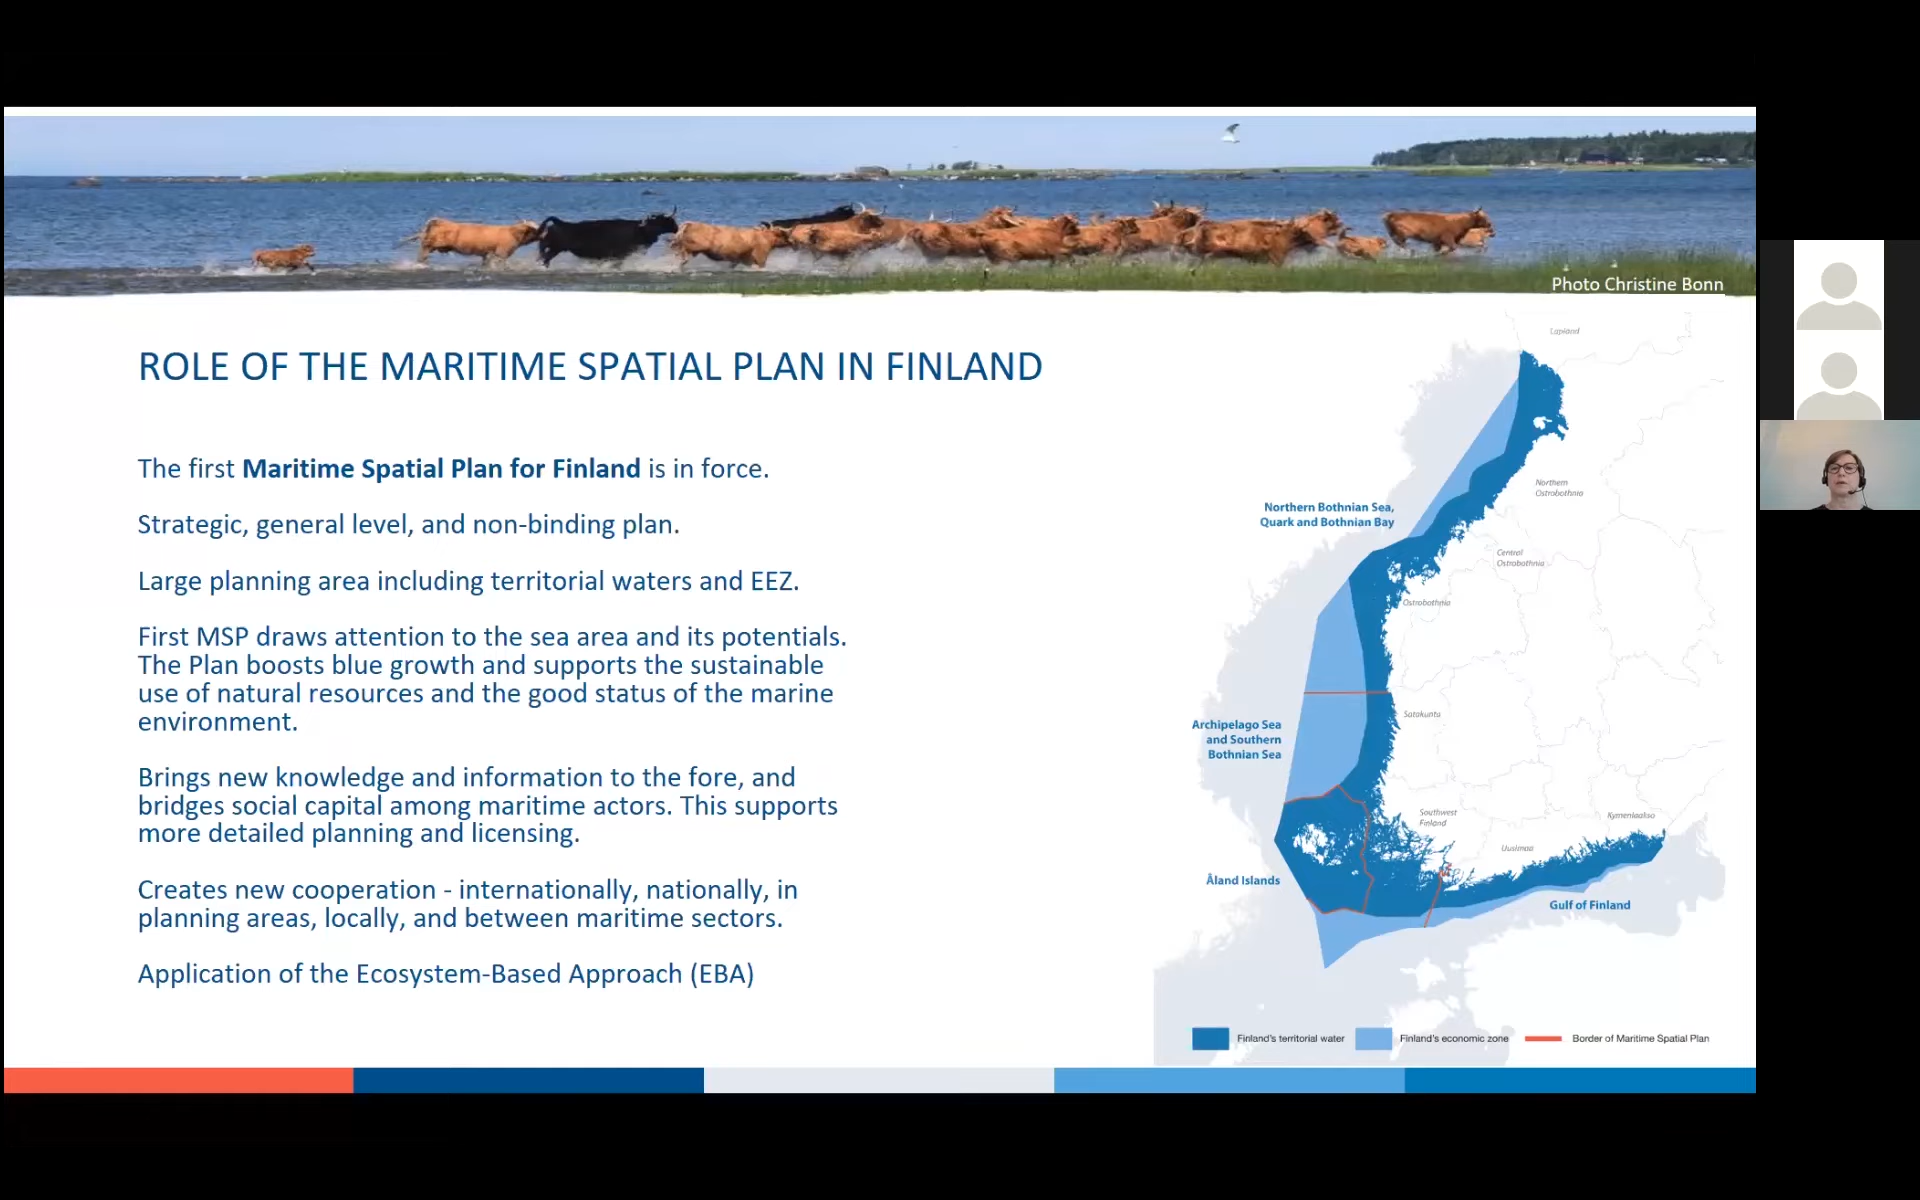 Photo Christine Bonn
ROLE OF THE MARITIME SPATIAL PLAN IN FINLAND
The first Maritime Spatial Plan for Finland is in force.
Strategic, general level, and non-binding plan.
Large planning area including territorial waters and EEZ.
First MSP draws attention to the sea area and its potentials.
The Plan boosts blue growth and supports the sustainable
use of natural resources and the good status of the marine
environment.
Brings new knowledge and information to the fore, and
bridges social capital among maritime actors. This supports
more detailed planning and licensing.
Creates new cooperation - internationally, nationally, in
planning areas, locally, and between maritime sectors.
Application of the Ecosystem-Based Approach (EBA)
Lapland
Northern
Ostrobothnia
Northern Bothnian Sea,
Quark and Bothnian Bay
Central
Ostrobothnia
Ostrobothnia
Satakunta
Archipelago Sea
and Southern
Bothnian Sea
Southwest
Finland
Kymenlaakso
Uusimaa
Åland Islands
Gulf of Finland
Finland's territorial water
Finland's economic zone
Border of Maritime Spatial Plan